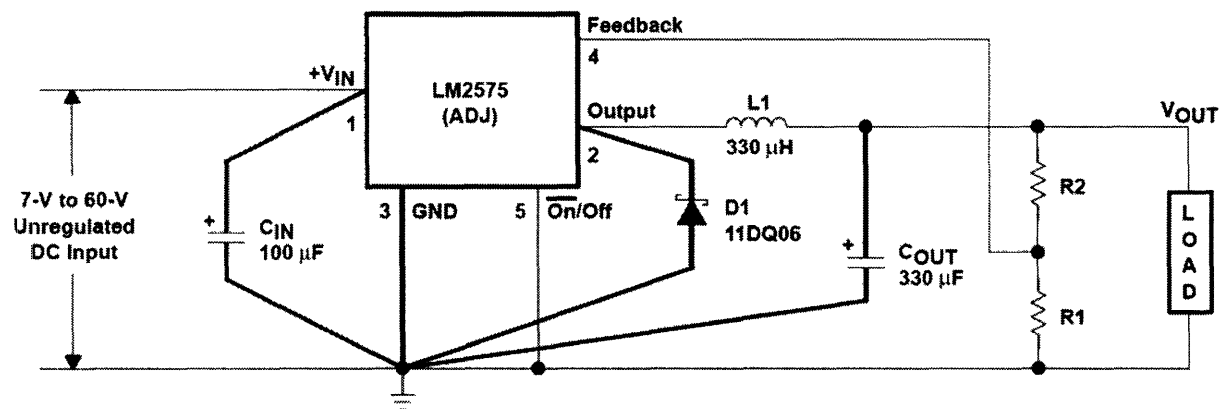 Feedback
4
+VIN
1
LM2575
(ADJ)
Output
2
L1
330 µH
VOUT
7-V to 60-V
Unregulated
DC Input
+
CIN
100 µF
3
GND
5
On/Off
D1
11DQ06
+
COUT
330 µF
R2
R1
LOAD